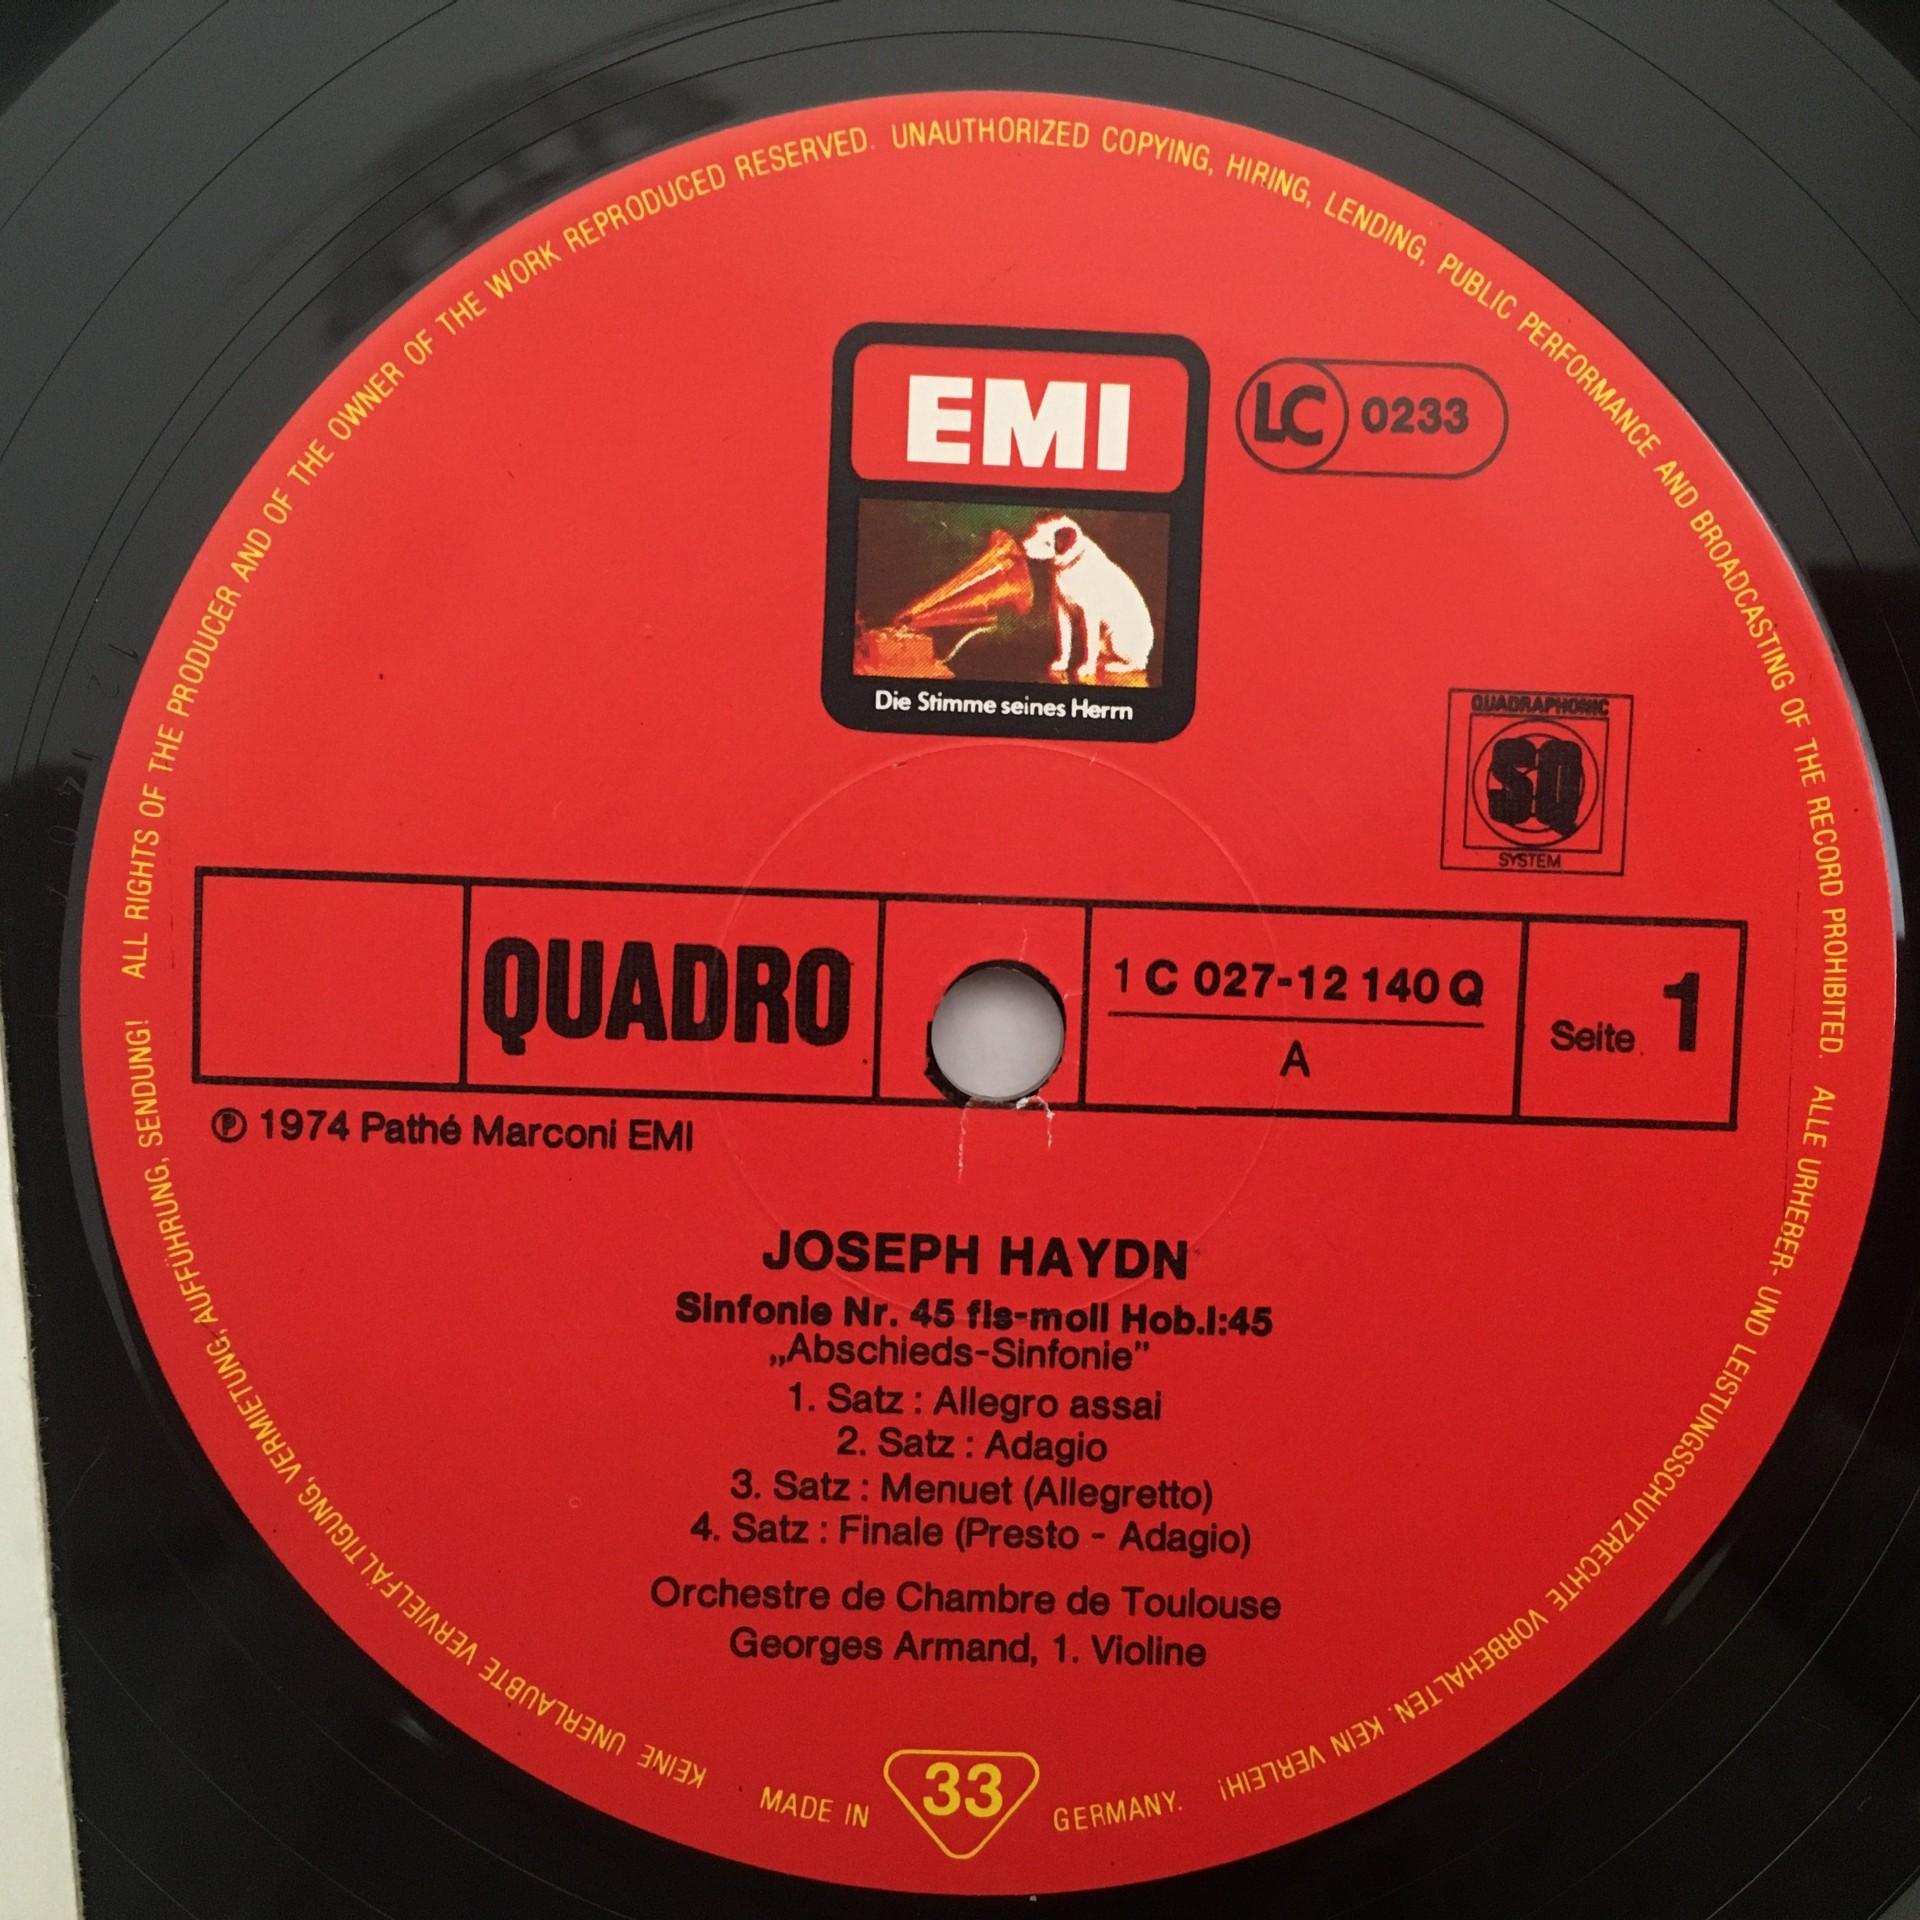 ALL RIGHTS OF THE PRODUCER AND OF THE OWNER OF THE WORK REPRODUCED RESERVED. UNAUTHORIZED COPYING, HIRING, LENDING, PUBLIC PERFORMANCE AND BROADCASTING OF THE RECORD PROHIBITED.
ALLE URHEBER- UND LEISTUNGSSCHUTZRECHTE VORBEHALTEN. KEIN VERLEIH!
KEINE UNERLAUBTE VERVIELFÄLTIGUNG, VERMIETUNG, AUFFÜHRUNG, SENDUNG!
EMI
LC 0233
Die Stimme seines Herrn
QUADRAPHONIC
SQ
SYSTEM
QUADRO
1 C 027-12 140 Q
A
Seite 1
℗ 1974 Pathé Marconi EMI
JOSEPH HAYDN
Sinfonie Nr. 45 fis-moll Hob.I:45
„Abschieds-Sinfonie”
1. Satz : Allegro assai
2. Satz : Adagio
3. Satz : Menuet (Allegretto)
4. Satz : Finale (Presto - Adagio)
Orchestre de Chambre de Toulouse
Georges Armand, 1. Violine
MADE IN 33 GERMANY.